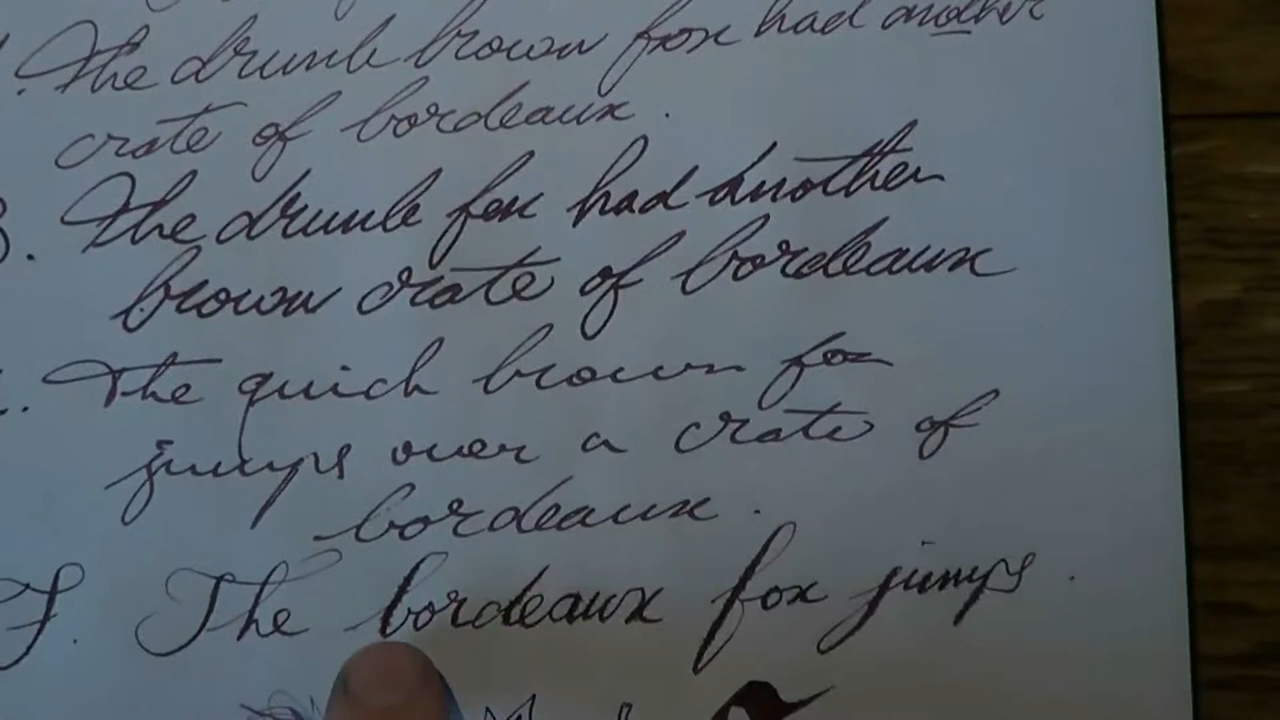 . The drunk brown fox had another
crate of bordeaux .
B. The drunk fox had another
brown crate of bordeaux
. The quick brown fox
jumps over a crate of
bordeaux .
F. The bordeaux fox jumps .